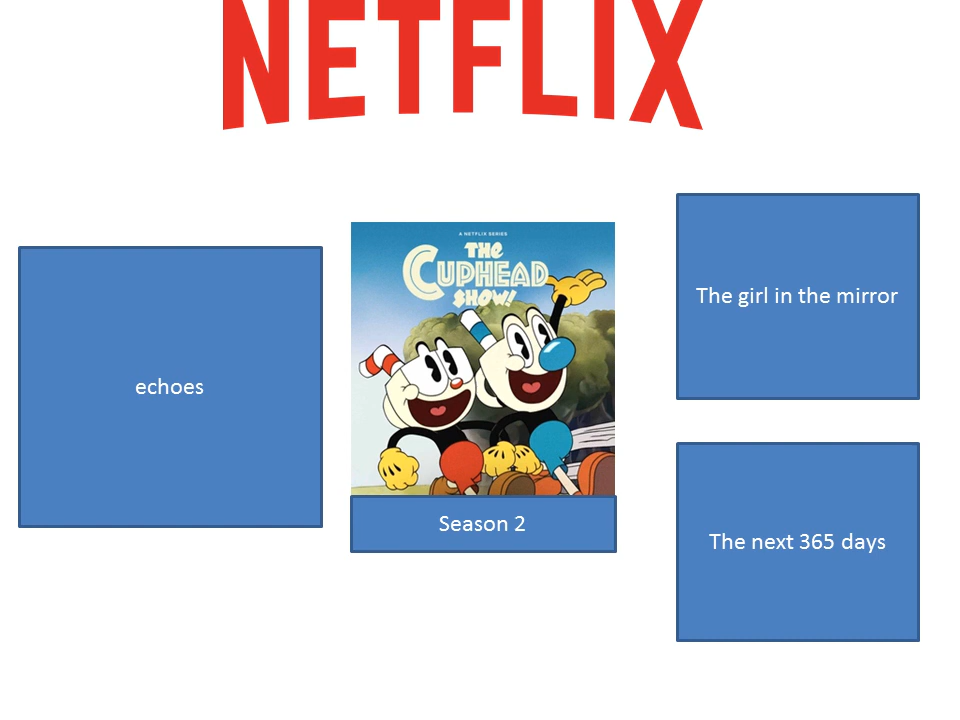 NETFLIX
echoes
A NETFLIX SERIES
THE
CUPHEAD
SHOW!
Season 2
The girl in the mirror
The next 365 days